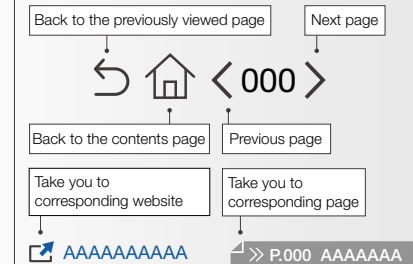 Back to the previously viewed page
Next page
000
Back to the contents page
Previous page
Take you to
corresponding website
Take you to
corresponding page
AAAAAAAAAA
P.000 AAAAAAA